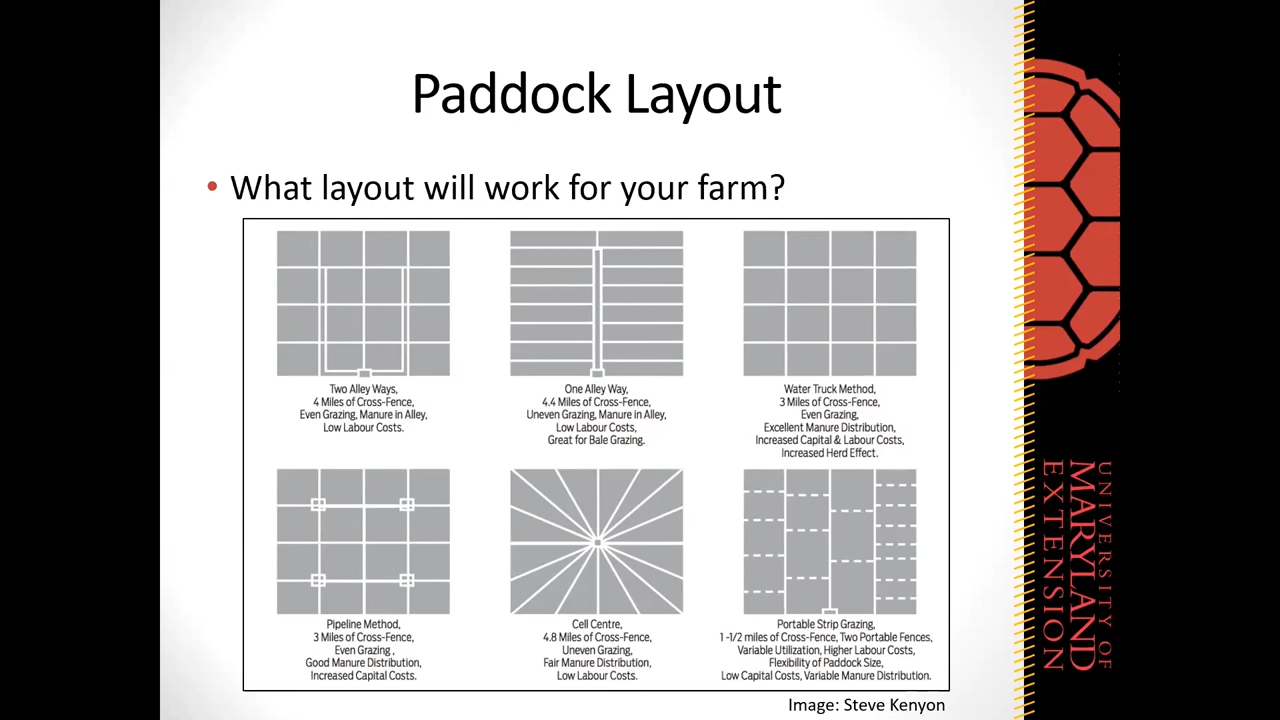 Paddock Layout
• What layout will work for your farm?
Two Alley Ways,
4 Miles of Cross-Fence,
Even Grazing, Manure in Alley,
Low Labour Costs.
One Alley Way,
4.4 Miles of Cross-Fence,
Uneven Grazing, Manure in Alley,
Low Labour Costs,
Great for Bale Grazing.
Water Truck Method,
3 Miles of Cross-Fence,
Even Grazing,
Excellent Manure Distribution,
Increased Capital & Labour Costs,
Increased Herd Effect.
Pipeline Method,
3 Miles of Cross-Fence,
Even Grazing ,
Good Manure Distribution,
Increased Capital Costs.
Cell Centre,
4.8 Miles of Cross-Fence,
Uneven Grazing,
Fair Manure Distribution,
Low Labour Costs.
Portable Strip Grazing,
1 -1/2 miles of Cross-Fence, Two Portable Fences,
Variable Utilization, Higher Labour Costs,
Flexibility of Paddock Size,
Low Capital Costs, Variable Manure Distribution.
Image: Steve Kenyon
UNIVERSITY OF
MARYLAND
EXTENSION